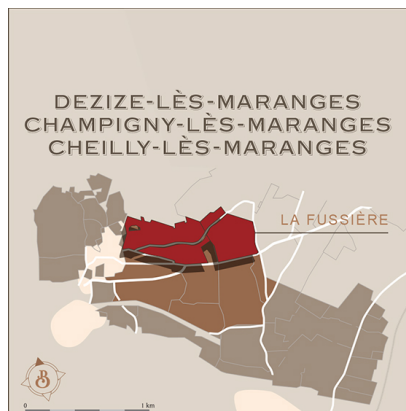 DEZIZE-LÈS-MARANGES
CHAMPIGNY-LÈS-MARANGES
CHEILLY-LÈS-MARANGES
LA FUSSIÈRE
B
0 1 km